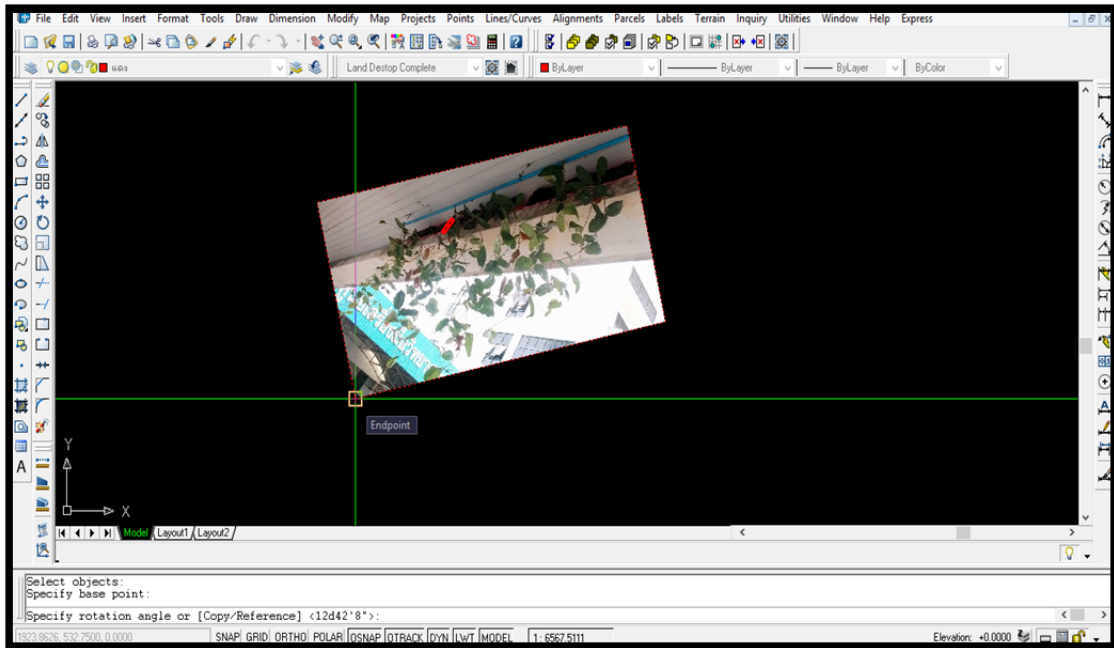 File Edit View Insert Format Tools Draw Dimension Modify Map Projects Points Lines/Curves Alignments Parcels Labels Terrain Inquiry Utilities Window Help Express
แดง Land Destop Complete ByLayer ByLayer ByLayer ByColor
Endpoint
Y
X
Model Layout1 Layout2
Select objects:
Specify base point:
Specify rotation angle or [Copy/Reference] <12d42'8">:
1923.8626, 532.7500, 0.0000 SNAP GRID ORTHO POLAR OSNAP OTRACK DYN LWT MODEL 1: 6567.5111 Elevation: +0.0000